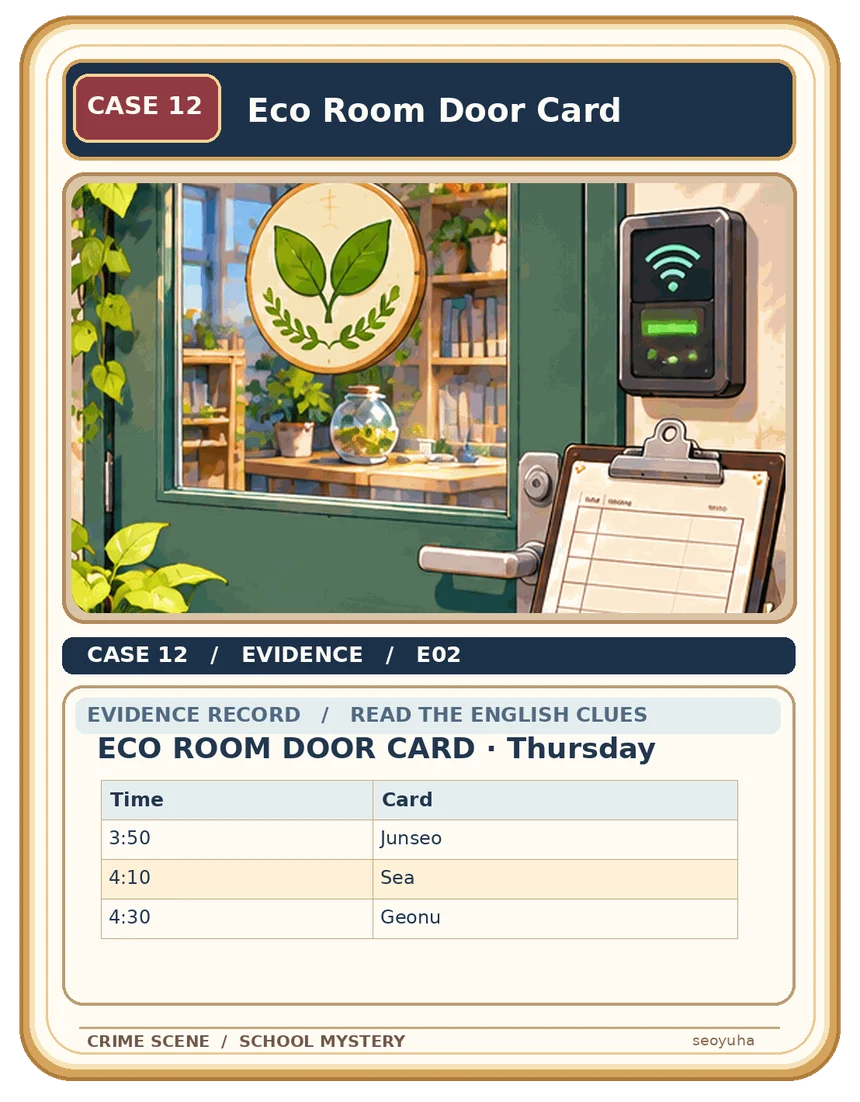 CASE 12 Eco Room Door Card
CASE 12 / EVIDENCE / E02
EVIDENCE RECORD / READ THE ENGLISH CLUES
ECO ROOM DOOR CARD · Thursday
Time Card
3:50 Junseo
4:10 Sea
4:30 Geonu
CRIME SCENE / SCHOOL MYSTERY seoyuha